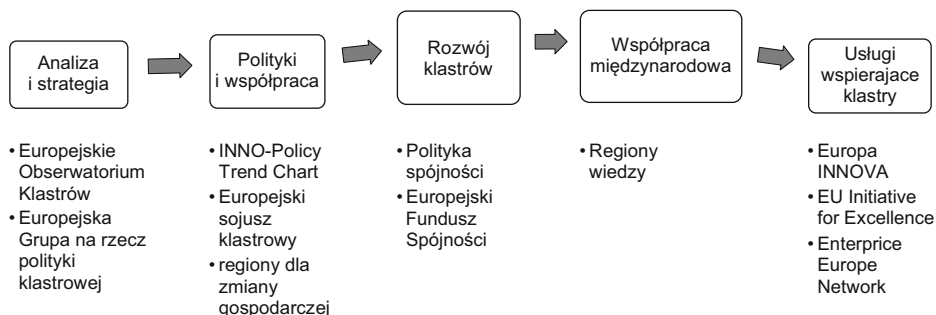 Analiza
i strategia
Polityki
i współpraca
Rozwój
klastrów
Współpraca
międzynarodowa
Usługi
wspierajace
klastry
• Europejskie
Obserwatorium
Klastrów
• Europejska
Grupa na rzecz
polityki
klastrowej
• INNO-Policy
Trend Chart
• Europejski
sojusz
klastrowy
• regiony dla
zmiany
gospodarczej
• Polityka
spójności
• Europejski
Fundusz
Spójności
• Regiony
wiedzy
• Europa
INNOVA
• EU Initiative
for Excellence
• Enterprice
Europe
Network